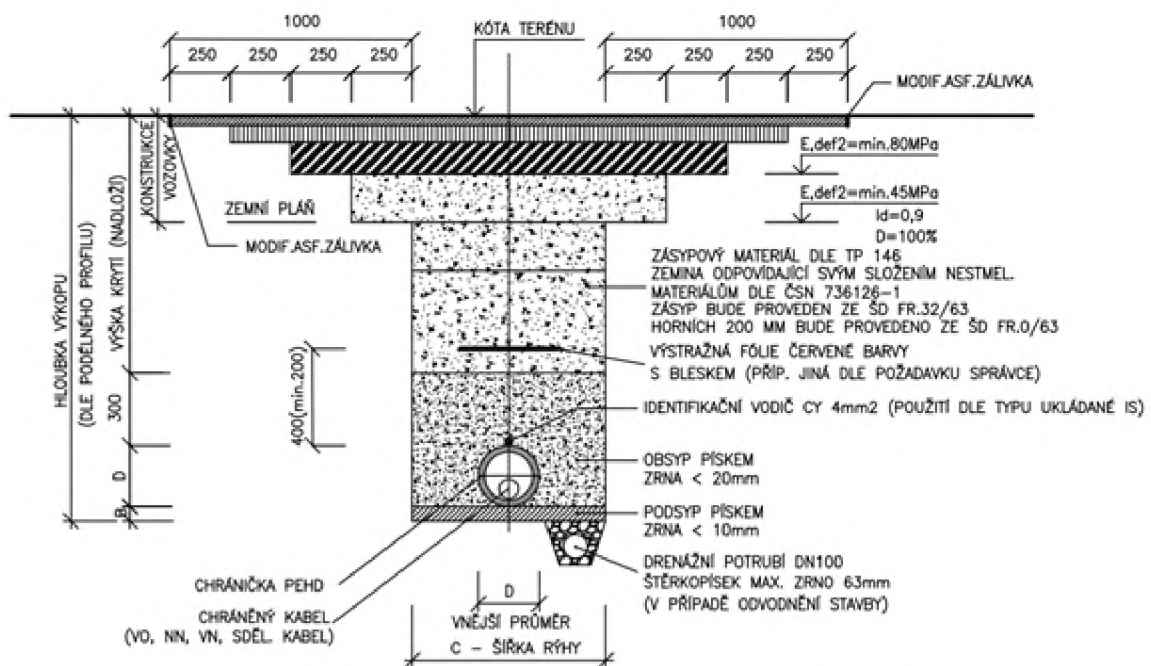 1000
1000
KÓTA TERÉNU
250 250 250 250
250 250 250 250
MODIF.ASF.ZÁLIVKA
E,def2=min.80MPa
E,def2=min.45MPa
Id=0,9
D=100%
KONSTRUKCE
VOZOVKY
ZEMNÍ PLÁŇ
MODIF.ASF.ZÁLIVKA
HLOUBKA VÝKOPU
(DLE PODÉLNÉHO PROFILU)
VÝŠKA KRYTÍ (NADLOŽÍ)
300
D
B
400(min.200)
ZÁSYPOVÝ MATERIÁL DLE TP 146
ZEMINA ODPOVÍDAJÍCÍ SVÝM SLOŽENÍM NESTMEL.
MATERIÁLŮM DLE ČSN 736126-1
ZÁSYP BUDE PROVEDEN ZE ŠD FR.32/63
HORNÍCH 200 MM BUDE PROVEDENO ZE ŠD FR.0/63
VÝSTRAŽNÁ FÓLIE ČERVENÉ BARVY
S BLESKEM (PŘÍP. JINÁ DLE POŽADAVKU SPRÁVCE)
IDENTIFIKAČNÍ VODIČ CY 4mm2 (POUŽITÍ DLE TYPU UKLÁDANÉ IS)
OBSYP PÍSKEM
ZRNA < 20mm
PODSYP PÍSKEM
ZRNA < 10mm
DRENÁŽNÍ POTRUBÍ DN100
ŠTĚRKOPÍSEK MAX. ZRNO 63mm
(V PŘÍPADĚ ODVODNĚNÍ STAVBY)
CHRÁNIČKA PEHD
CHRÁNĚNÝ KABEL
(VO, NN, VN, SDĚL. KABEL)
D
VNĚJŠÍ PRŮMĚR
C - ŠÍŘKA RÝHY